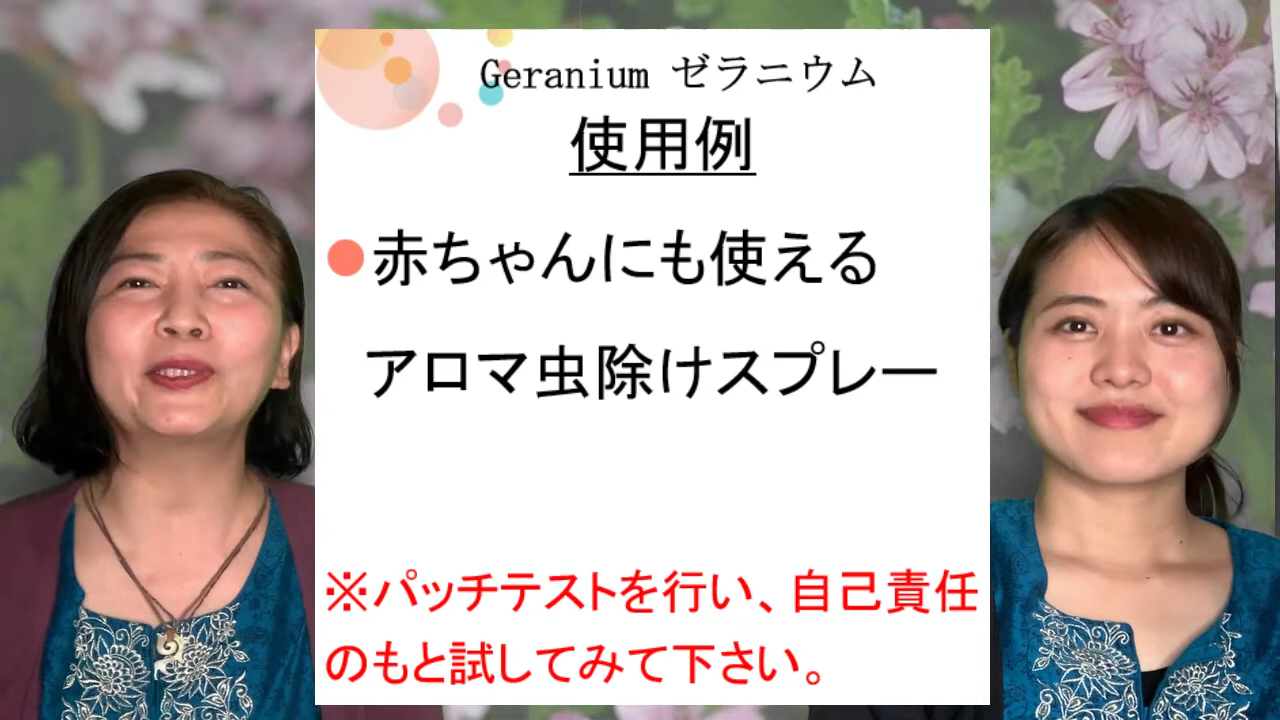 Geranium ゼラニウム
使用例
●赤ちゃんにも使える
アロマ虫除けスプレー
※パッチテストを行い、自己責任
のもと試してみて下さい。